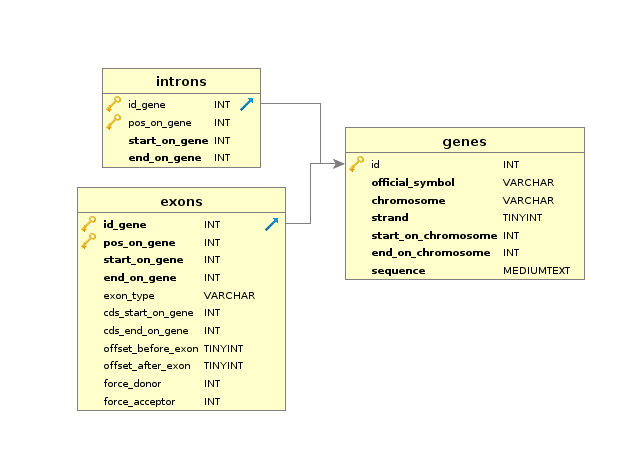 introns
id_gene INT
pos_on_gene INT
start_on_gene INT
end_on_gene INT
exons
id_gene INT
pos_on_gene INT
start_on_gene INT
end_on_gene INT
exon_type VARCHAR
cds_start_on_gene INT
cds_end_on_gene INT
offset_before_exon TINYINT
offset_after_exon TINYINT
force_donor INT
force_acceptor INT
genes
id INT
official_symbol VARCHAR
chromosome VARCHAR
strand TINYINT
start_on_chromosome INT
end_on_chromosome INT
sequence MEDIUMTEXT